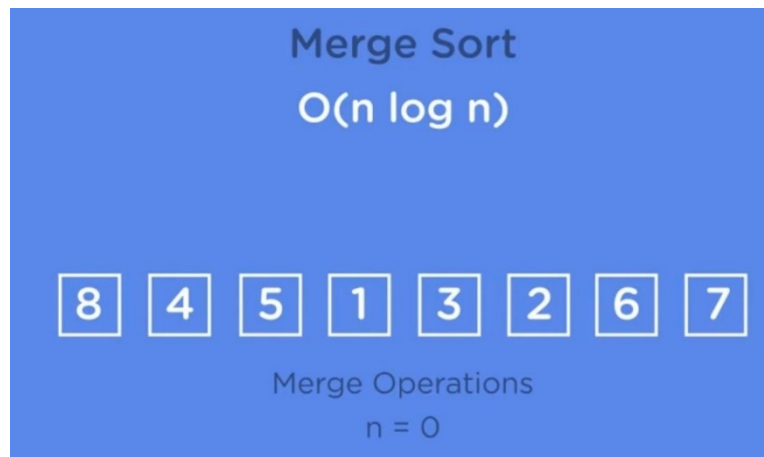 Merge Sort
O(n log n)
8 4 5 1 3 2 6 7
Merge Operations
n = 0